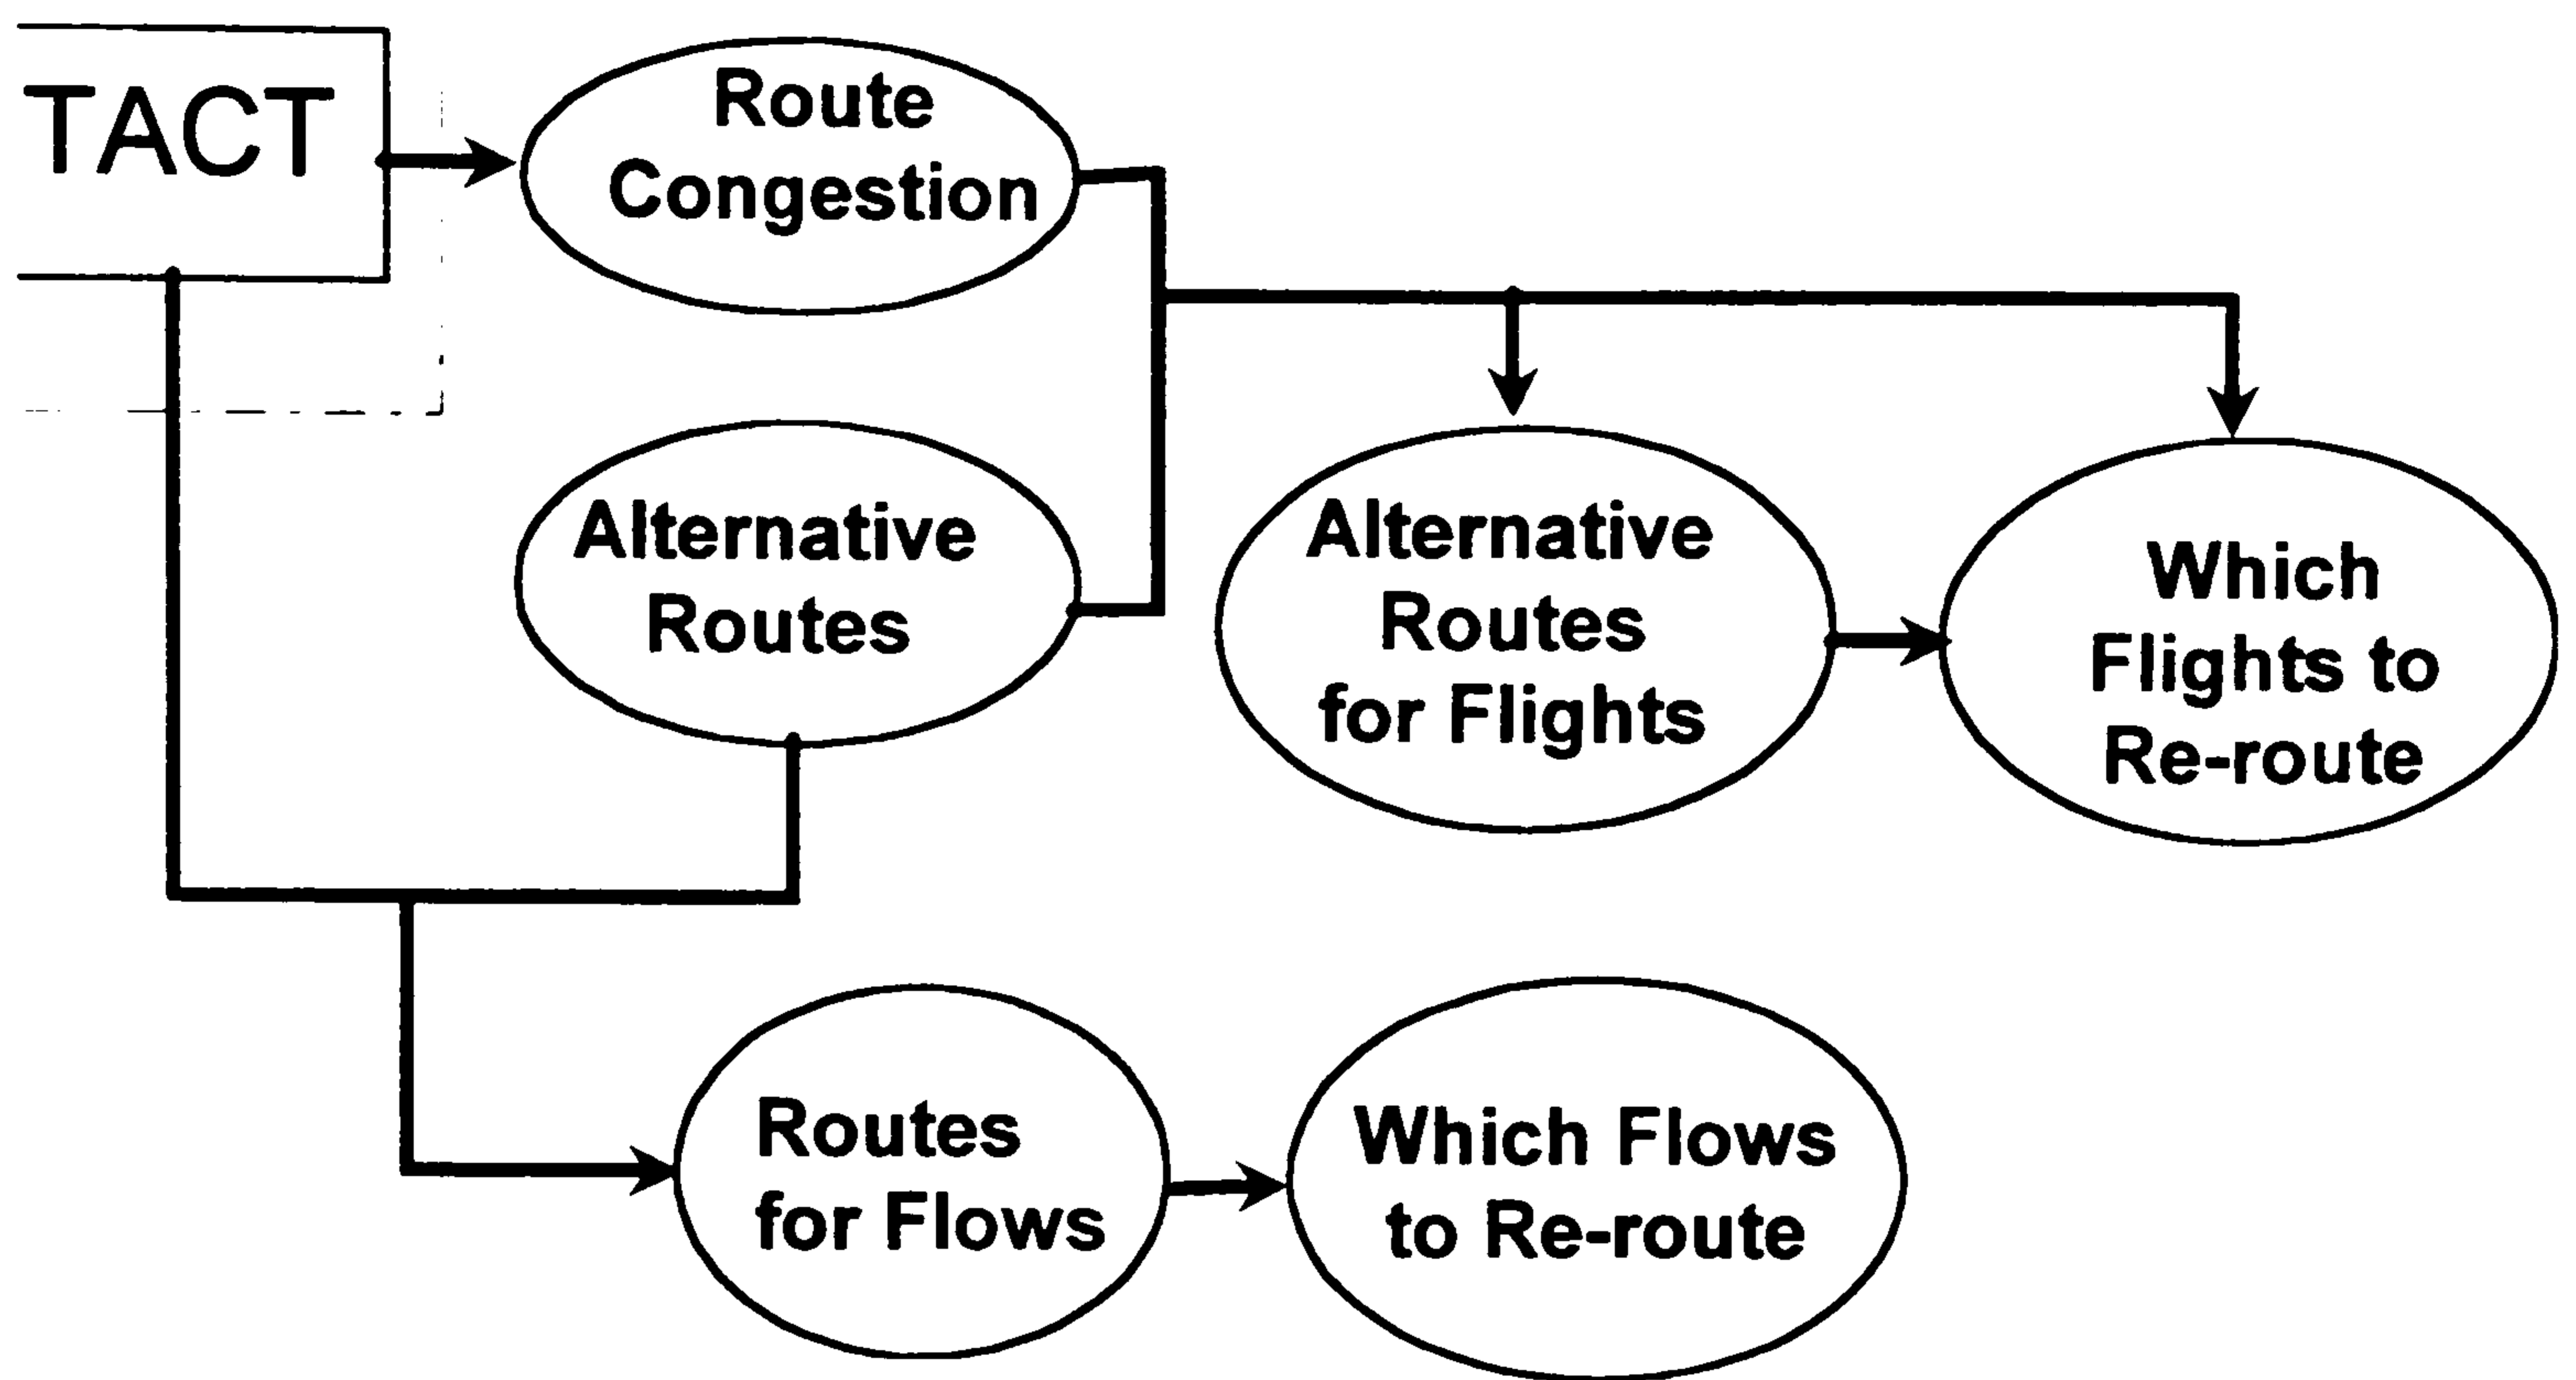 TACT
Route
Congestion
Alternative
Routes
Alternative
Routes
for Flights
Which
Flights to
Re-route
Routes
for Flows
Which Flows
to Re-route